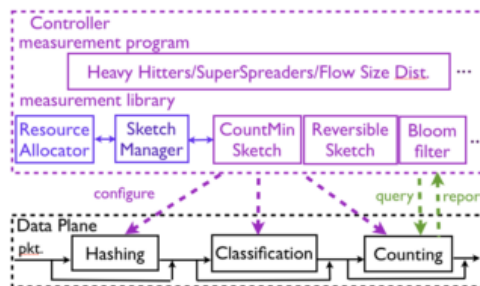 Controller
measurement program
Heavy Hitters/SuperSpreaders/Flow Size Dist. ...
measurement library
Resource Allocator
Sketch Manager
CountMin Sketch
Reversible Sketch
Bloom filter
...
configure
query
repor
Data Plane
pkt.
Hashing
Classification
Counting